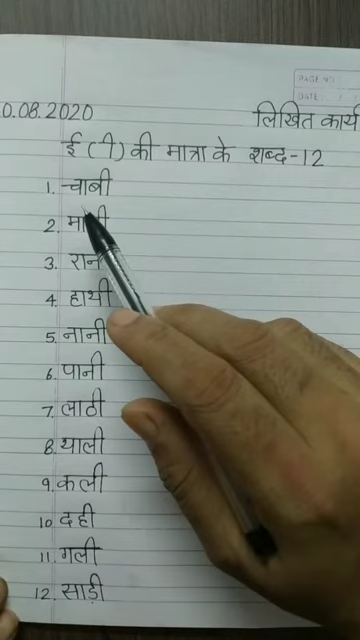 0.08.2020
लिखित कार्य
ई (ी) की मात्रा के शब्द-12
1. चाबी
2.
3.
4. हाथी
5. नानी
6. पानी
7. लाठी
8. थाली
9. कली
10. दही
11. गली
12. साड़ी